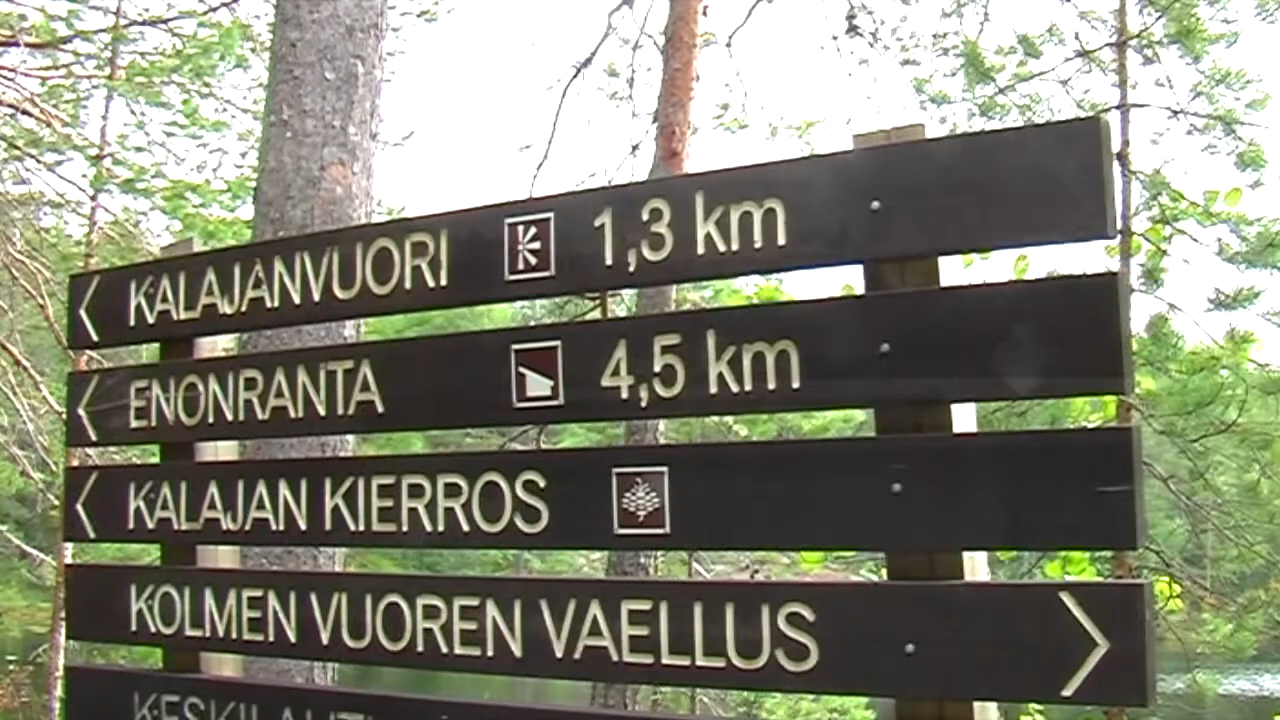 < KALAJANVUORI 1,3 km
< ENONRANTA 4,5 km
< KALAJAN KIERROS
KOLMEN VUOREN VAELLUS >